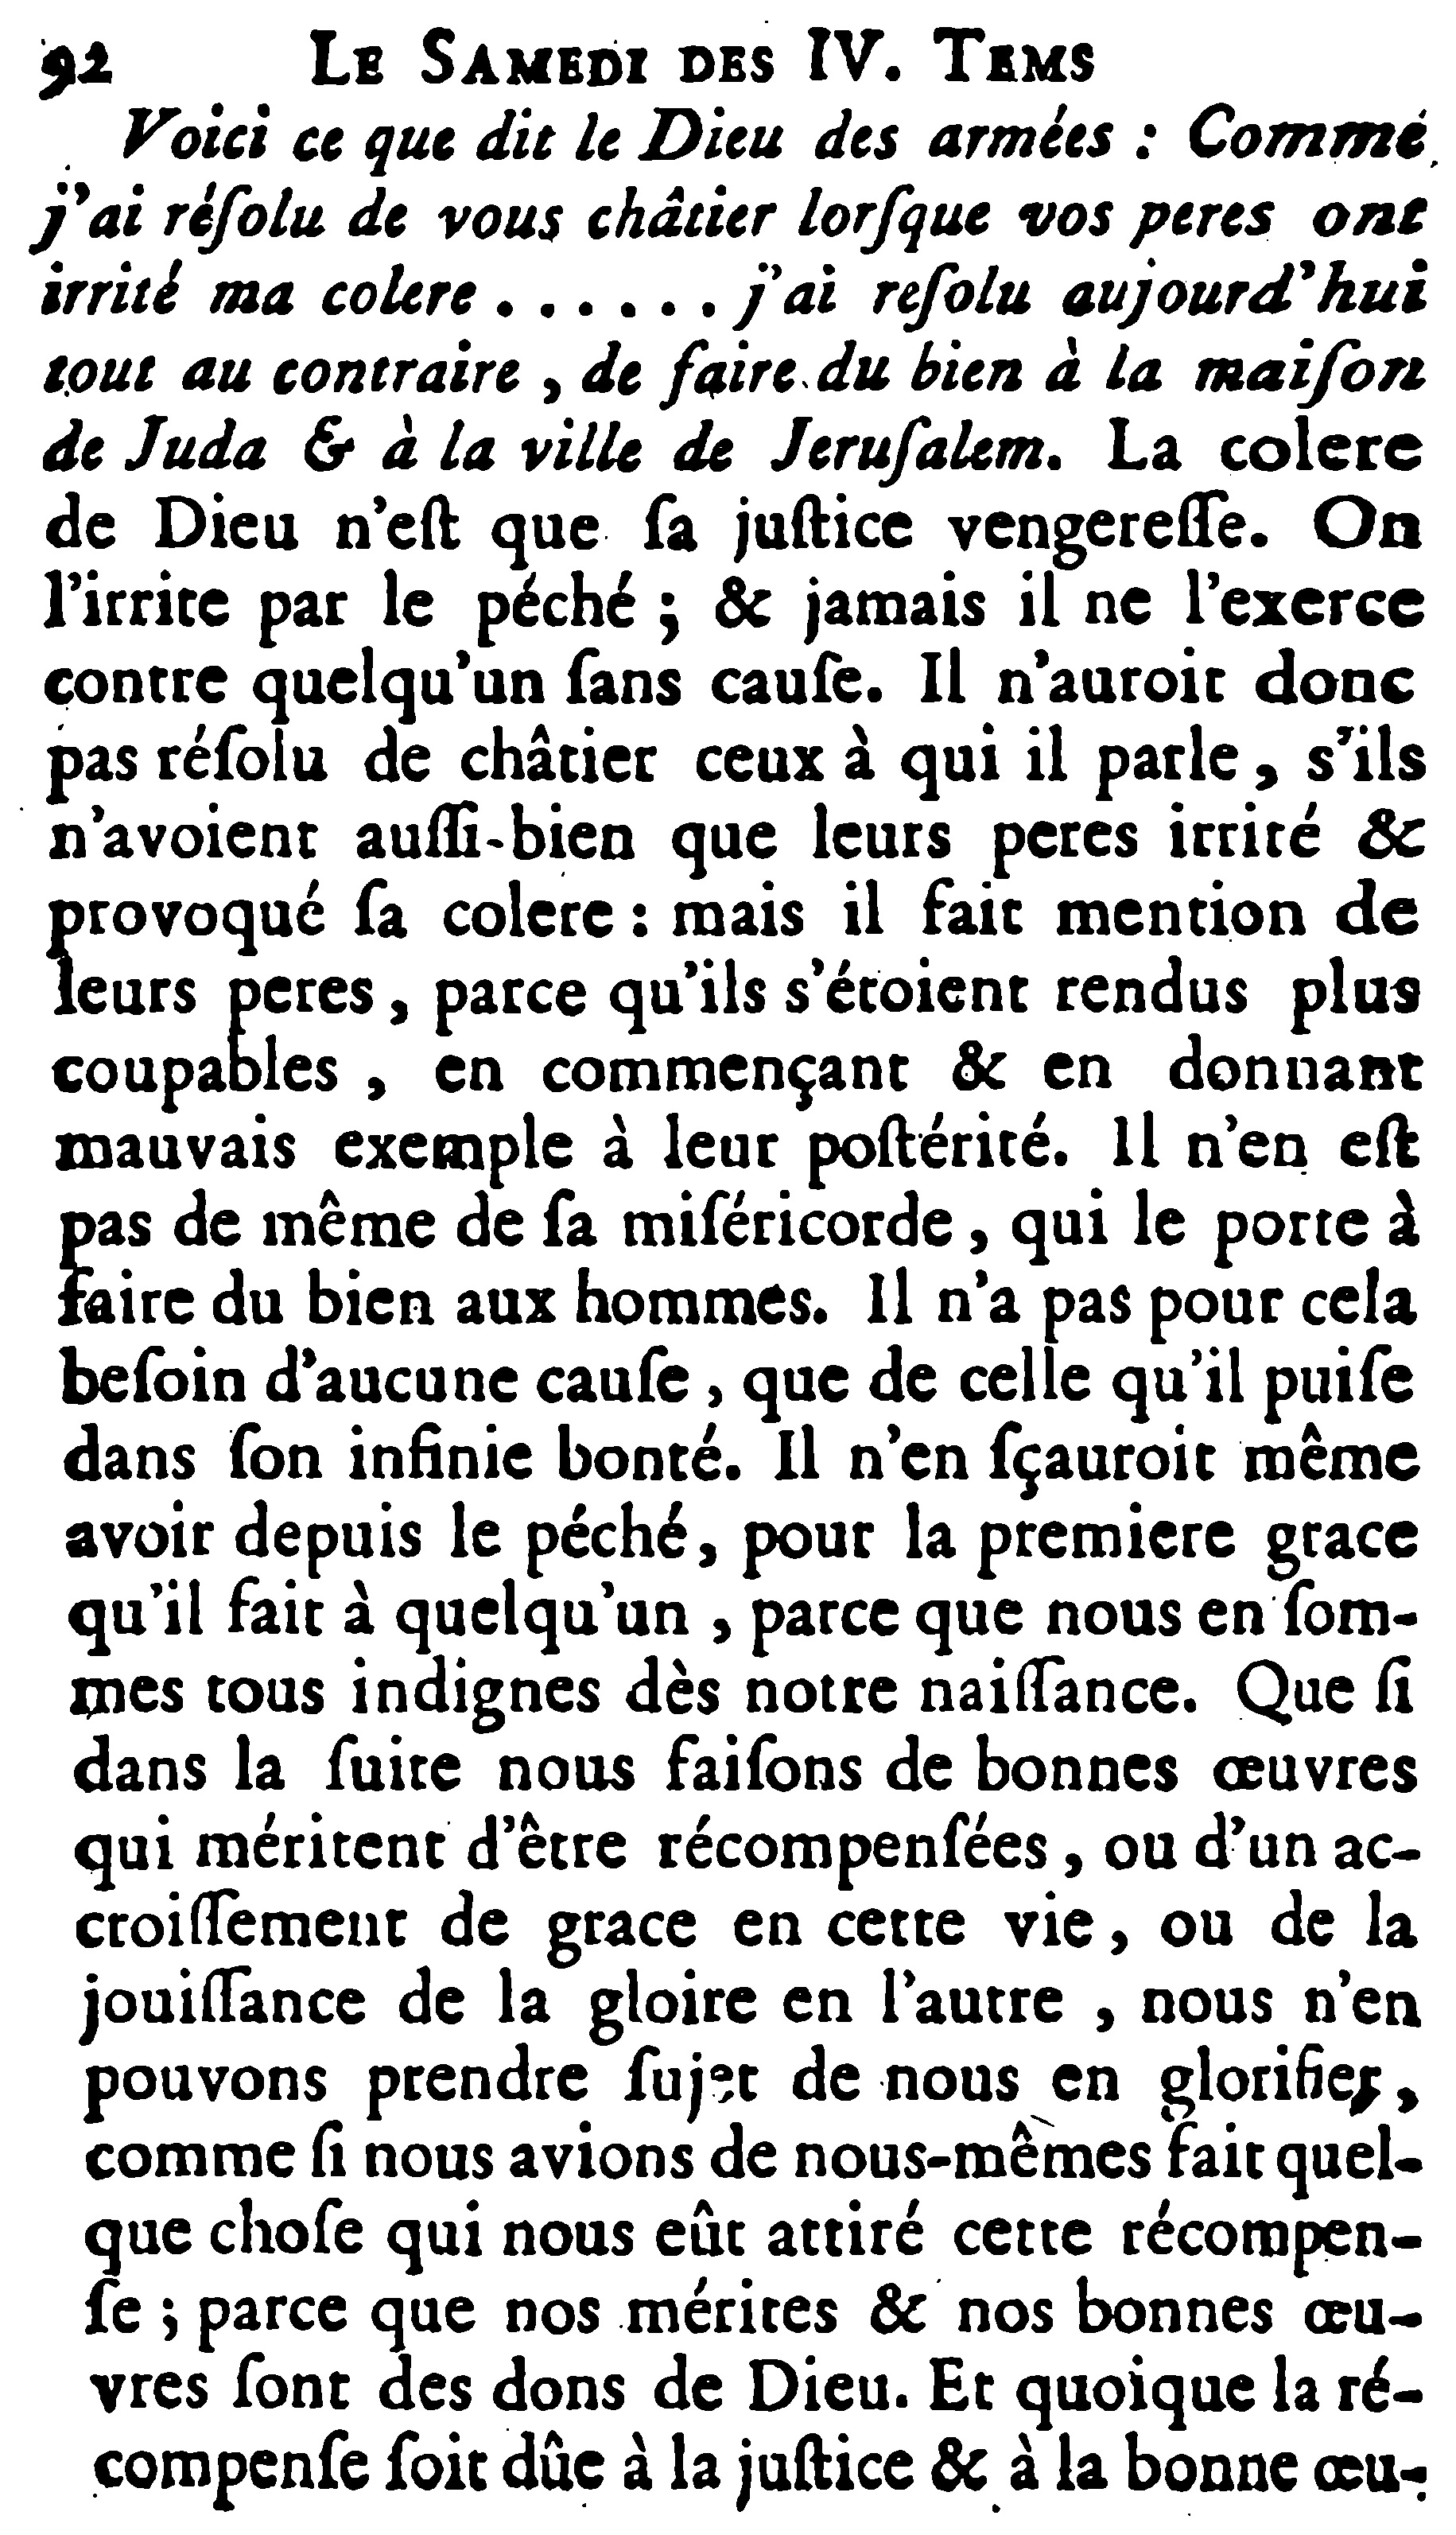 92 LE SAMEDI DES IV. TEMS
Voici ce que dit le Dieu des armées : Comme
j'ai réſolu de vous châtier lorſque vos peres ont
irrité ma colere . . . . . . j'ai reſolu aujourd'hui
tout au contraire , de faire du bien à la maiſon
de Juda & à la ville de Jeruſalem. La colere
de Dieu n'eſt que ſa juſtice vengereſſe. On
l'irrite par le péché ; & jamais il ne l'exerce
contre quelqu'un ſans cauſe. Il n'auroit donc
pas réſolu de châtier ceux à qui il parle , s'ils
n'avoient auſſi-bien que leurs peres irrité &
provoqué ſa colere : mais il fait mention de
leurs peres , parce qu'ils s'étoient rendus plus
coupables , en commençant & en donnant
mauvais exemple à leur poſtérité. Il n'en eſt
pas de même de ſa miſéricorde , qui le porte à
faire du bien aux hommes. Il n'a pas pour cela
beſoin d'aucune cauſe , que de celle qu'il puiſe
dans ſon infinie bonté. Il n'en ſçauroit même
avoir depuis le péché, pour la premiere grace
qu'il fait à quelqu'un , parce que nous en ſom-
mes tous indignes dès notre naiſſance. Que ſi
dans la ſuite nous faiſons de bonnes œuvres
qui méritent d'être récompenſées , ou d'un ac-
croiſſement de grace en cette vie , ou de la
jouiſſance de la gloire en l'autre , nous n'en
pouvons prendre ſujet de nous en glorifier ,
comme ſi nous avions de nous-mêmes fait quel-
que choſe qui nous eût attiré cette récompen-
ſe ; parce que nos mérites & nos bonnes œu-
vres ſont des dons de Dieu. Et quoique la ré-
compenſe ſoit dûe à la juſtice & à la bonne œu-